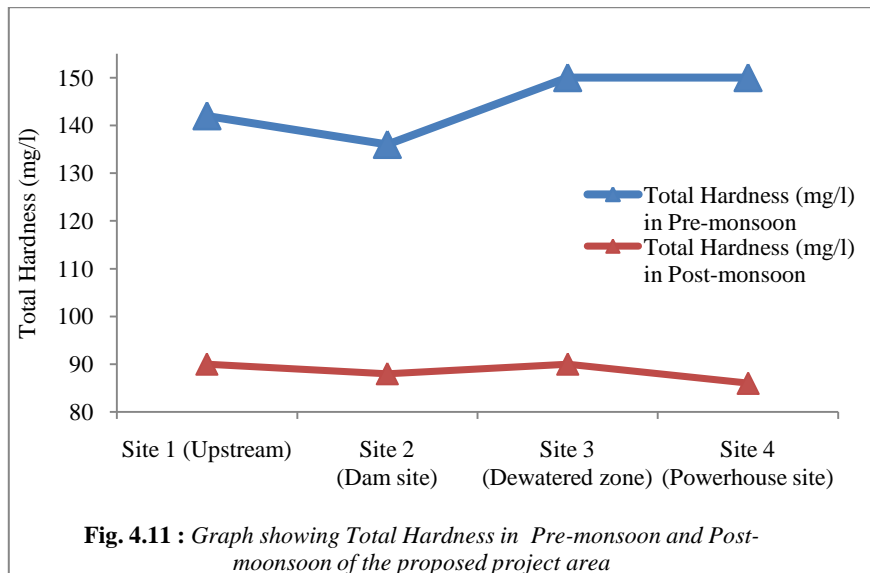 150
140
130
120
110
100
90
80
Total Hardness (mg/l)
Total Hardness (mg/l)
in Pre-monsoon
Total Hardness (mg/l)
in Post-monsoon
Site 1 (Upstream)
Site 2
(Dam site)
Site 3
(Dewatered zone)
Site 4
(Powerhouse site)
Fig. 4.11 : Graph showing Total Hardness in Pre-monsoon and Post-
moonsoon of the proposed project area